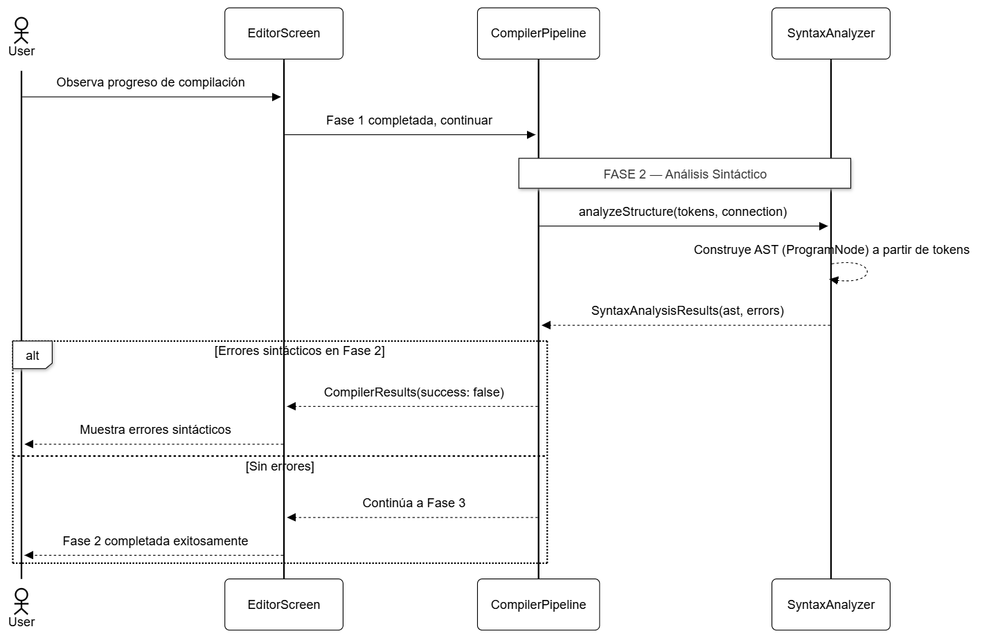 User
EditorScreen
CompilerPipeline
SyntaxAnalyzer
Observa progreso de compilación
Fase 1 completada, continuar
FASE 2 — Análisis Sintáctico
analyzeStructure(tokens, connection)
Construye AST (ProgramNode) a partir de tokens
SyntaxAnalysisResults(ast, errors)
alt
[Errores sintácticos en Fase 2]
CompilerResults(success: false)
Muestra errores sintácticos
[Sin errores]
Continúa a Fase 3
Fase 2 completada exitosamente
User
EditorScreen
CompilerPipeline
SyntaxAnalyzer